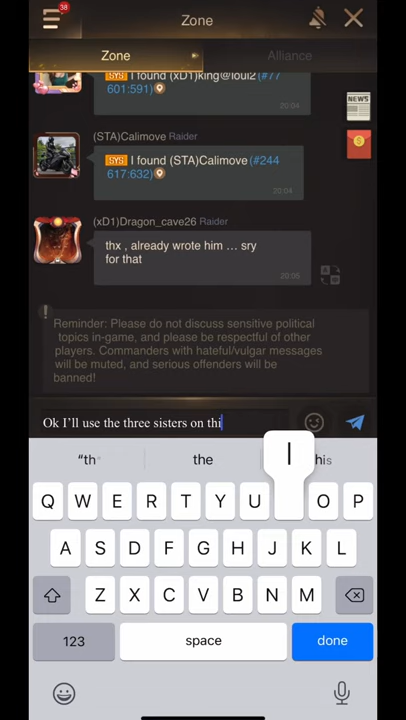 38
Zone
Zone
Alliance
SYS I found (xD1)king@loui2(#77
601:591)
20:04
NEWS
(STA)Calimove Raider
SYS I found (STA)Calimove(#244
617:632)
20:04
(xD1)Dragon_cave26 Raider
thx , already wrote him ... sry
for that
20:05
Reminder: Please do not discuss sensitive political
topics in-game, and please be respectful of other
players. Commanders with hateful/vulgar messages
will be muted, and serious offenders will be
banned!
Ok I’ll use the three sisters on thi
“th
the
his
I
Q W E R T Y U O P
A S D F G H J K L
Z X C V B N M
123
space
done